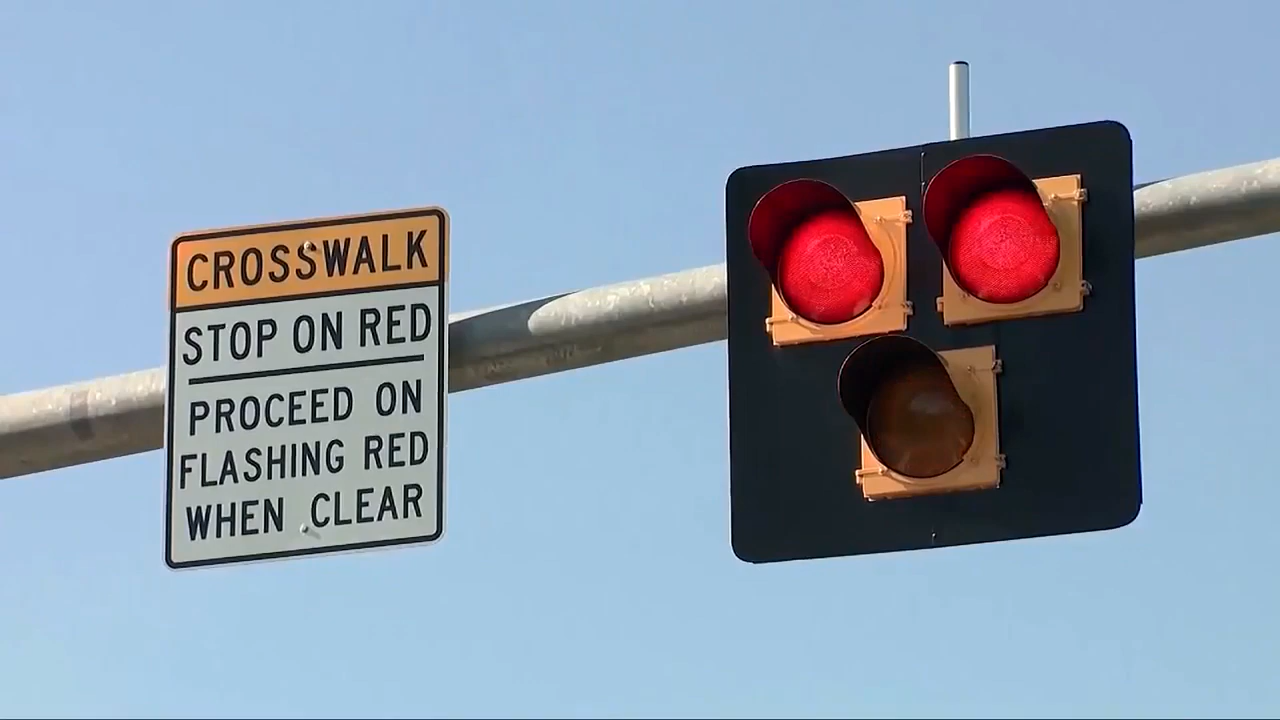 CROSSWALK
STOP ON RED
PROCEED ON
FLASHING RED
WHEN CLEAR